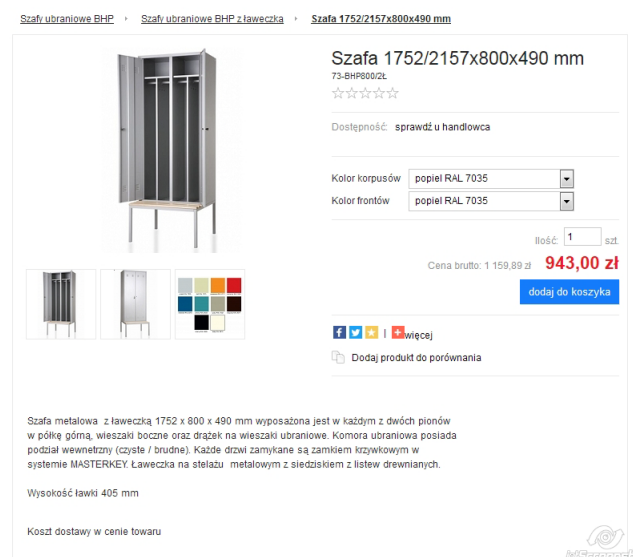 Szafy ubraniowe BHP
Szafy ubraniowe BHP z ławeczka
Szafa 1752/2157x800x490 mm
Szafa 1752/2157x800x490 mm
73-BHP800/2Ł
Dostępność: sprawdź u handlowca
Kolor korpusów popiel RAL 7035
Kolor frontów popiel RAL 7035
Ilość: 1 szt.
Cena brutto: 1 159,89 zł 943,00 zł
dodaj do koszyka
| więcej
Dodaj produkt do porównania
Szafa metalowa z ławeczką 1752 x 800 x 490 mm wyposażona jest w każdym z dwóch pionów
w półkę górną, wieszaki boczne oraz drążek na wieszaki ubraniowe. Komora ubraniowa posiada
podział wewnetrzny (czyste / brudne). Każde drzwi zamykane są zamkiem krzywkowym w
systemie MASTERKEY. Ławeczka na stelażu metalowym z siedziskiem z listew drewnianych.
Wysokość ławki 405 mm
Koszt dostawy w cenie towaru